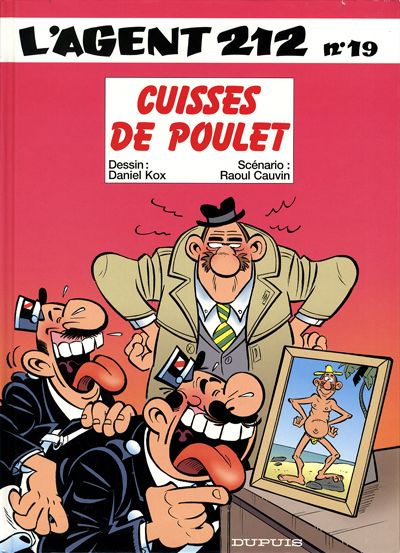 L'AGENT 212 n°19
CUISSES
DE POULET
Dessin :
Daniel Kox
Scénario :
Raoul Cauvin
DUPUIS